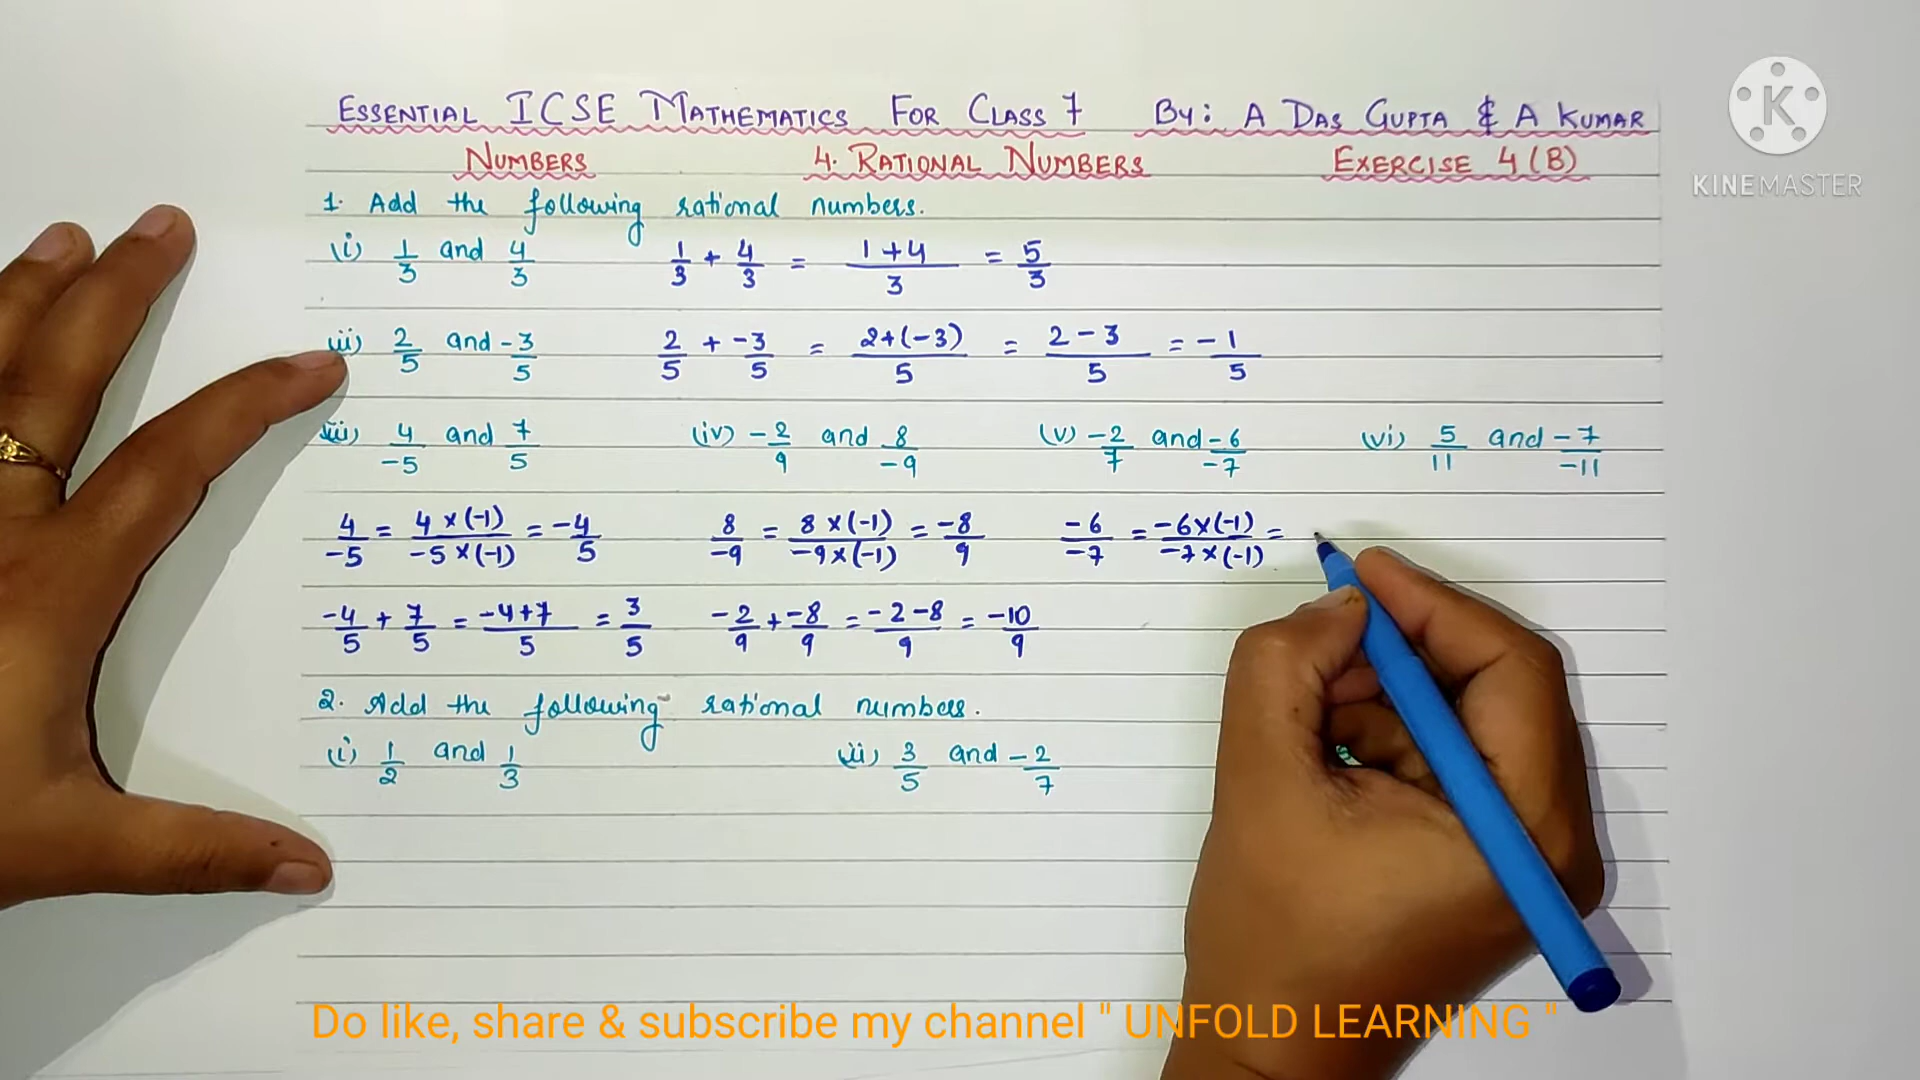 ESSENTIAL ICSE MATHEMATICS FOR CLASS 7 BY: A DAS GUPTA & A KUMAR
NUMBERS 4. RATIONAL NUMBERS EXERCISE 4(B)
KINEMASTER
1. Add the following rational numbers.
(i) 1/3 and 4/3 1/3 + 4/3 = 1+4/3 = 5/3
(ii) 2/5 and -3/5 2/5 + -3/5 = 2+(-3)/5 = 2-3/5 = -1/5
(iii) 4/-5 and 7/5 (iv) -2/9 and 8/-9 (v) -2/7 and -6/-7 (vi) 5/11 and -7/-11
4/-5 = 4×(-1)/-5×(-1) = -4/5 8/-9 = 8×(-1)/-9×(-1) = -8/9 -6/-7 = -6×(-1)/-7×(-1) =
-4/5 + 7/5 = -4+7/5 = 3/5 -2/9 + -8/9 = -2-8/9 = -10/9
2. Add the following rational numbers.
(i) 1/2 and 1/3 (ii) 3/5 and -2/7
Do like, share & subscribe my channel " UNFOLD LEARNING "